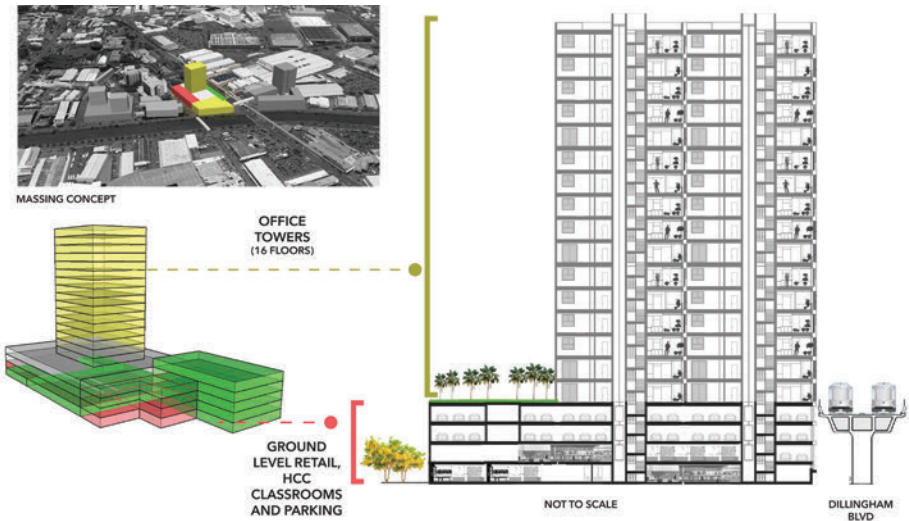 MASSING CONCEPT
OFFICE
TOWERS
(16 FLOORS)
GROUND
LEVEL RETAIL,
HCC
CLASSROOMS
AND PARKING
NOT TO SCALE
DILLINGHAM
BLVD